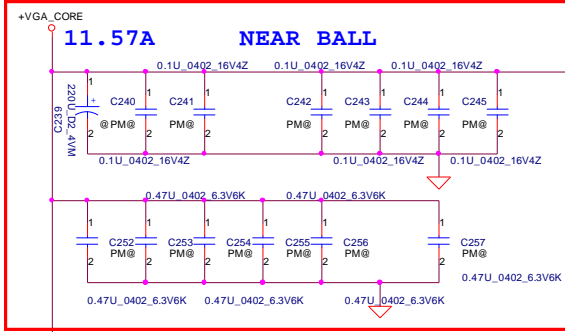 +VGA_CORE
11.57A NEAR BALL
0.1U_0402_16V4Z 0.1U_0402_16V4Z
1 1 1 1 1 1 1
220U_D2_4VM
C239
+
C240 C241 C242 C243 C244 C245
2 2 2 2 2 2 2
@PM@ PM@ PM@ PM@ PM@ PM@
0.1U_0402_16V4Z 0.1U_0402_16V4Z 0.1U_0402_16V4Z
0.47U_0402_6.3V6K 0.47U_0402_6.3V6K
1 1 1 1 1 1
C252 C253 C254 C255 C256 C257
PM@ PM@ PM@ PM@ PM@ PM@
2 2 2 2 2 2
0.47U_0402_6.3V6K
0.47U_0402_6.3V6K 0.47U_0402_6.3V6K 0.47U_0402_6.3V6K